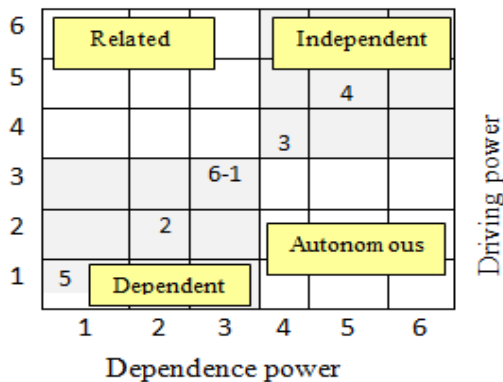 6 Related Independent
5 4
4 3
3 6-1
2 2
Autonomous
1 5 Dependent
1 2 3 4 5 6
Dependence power
Driving power